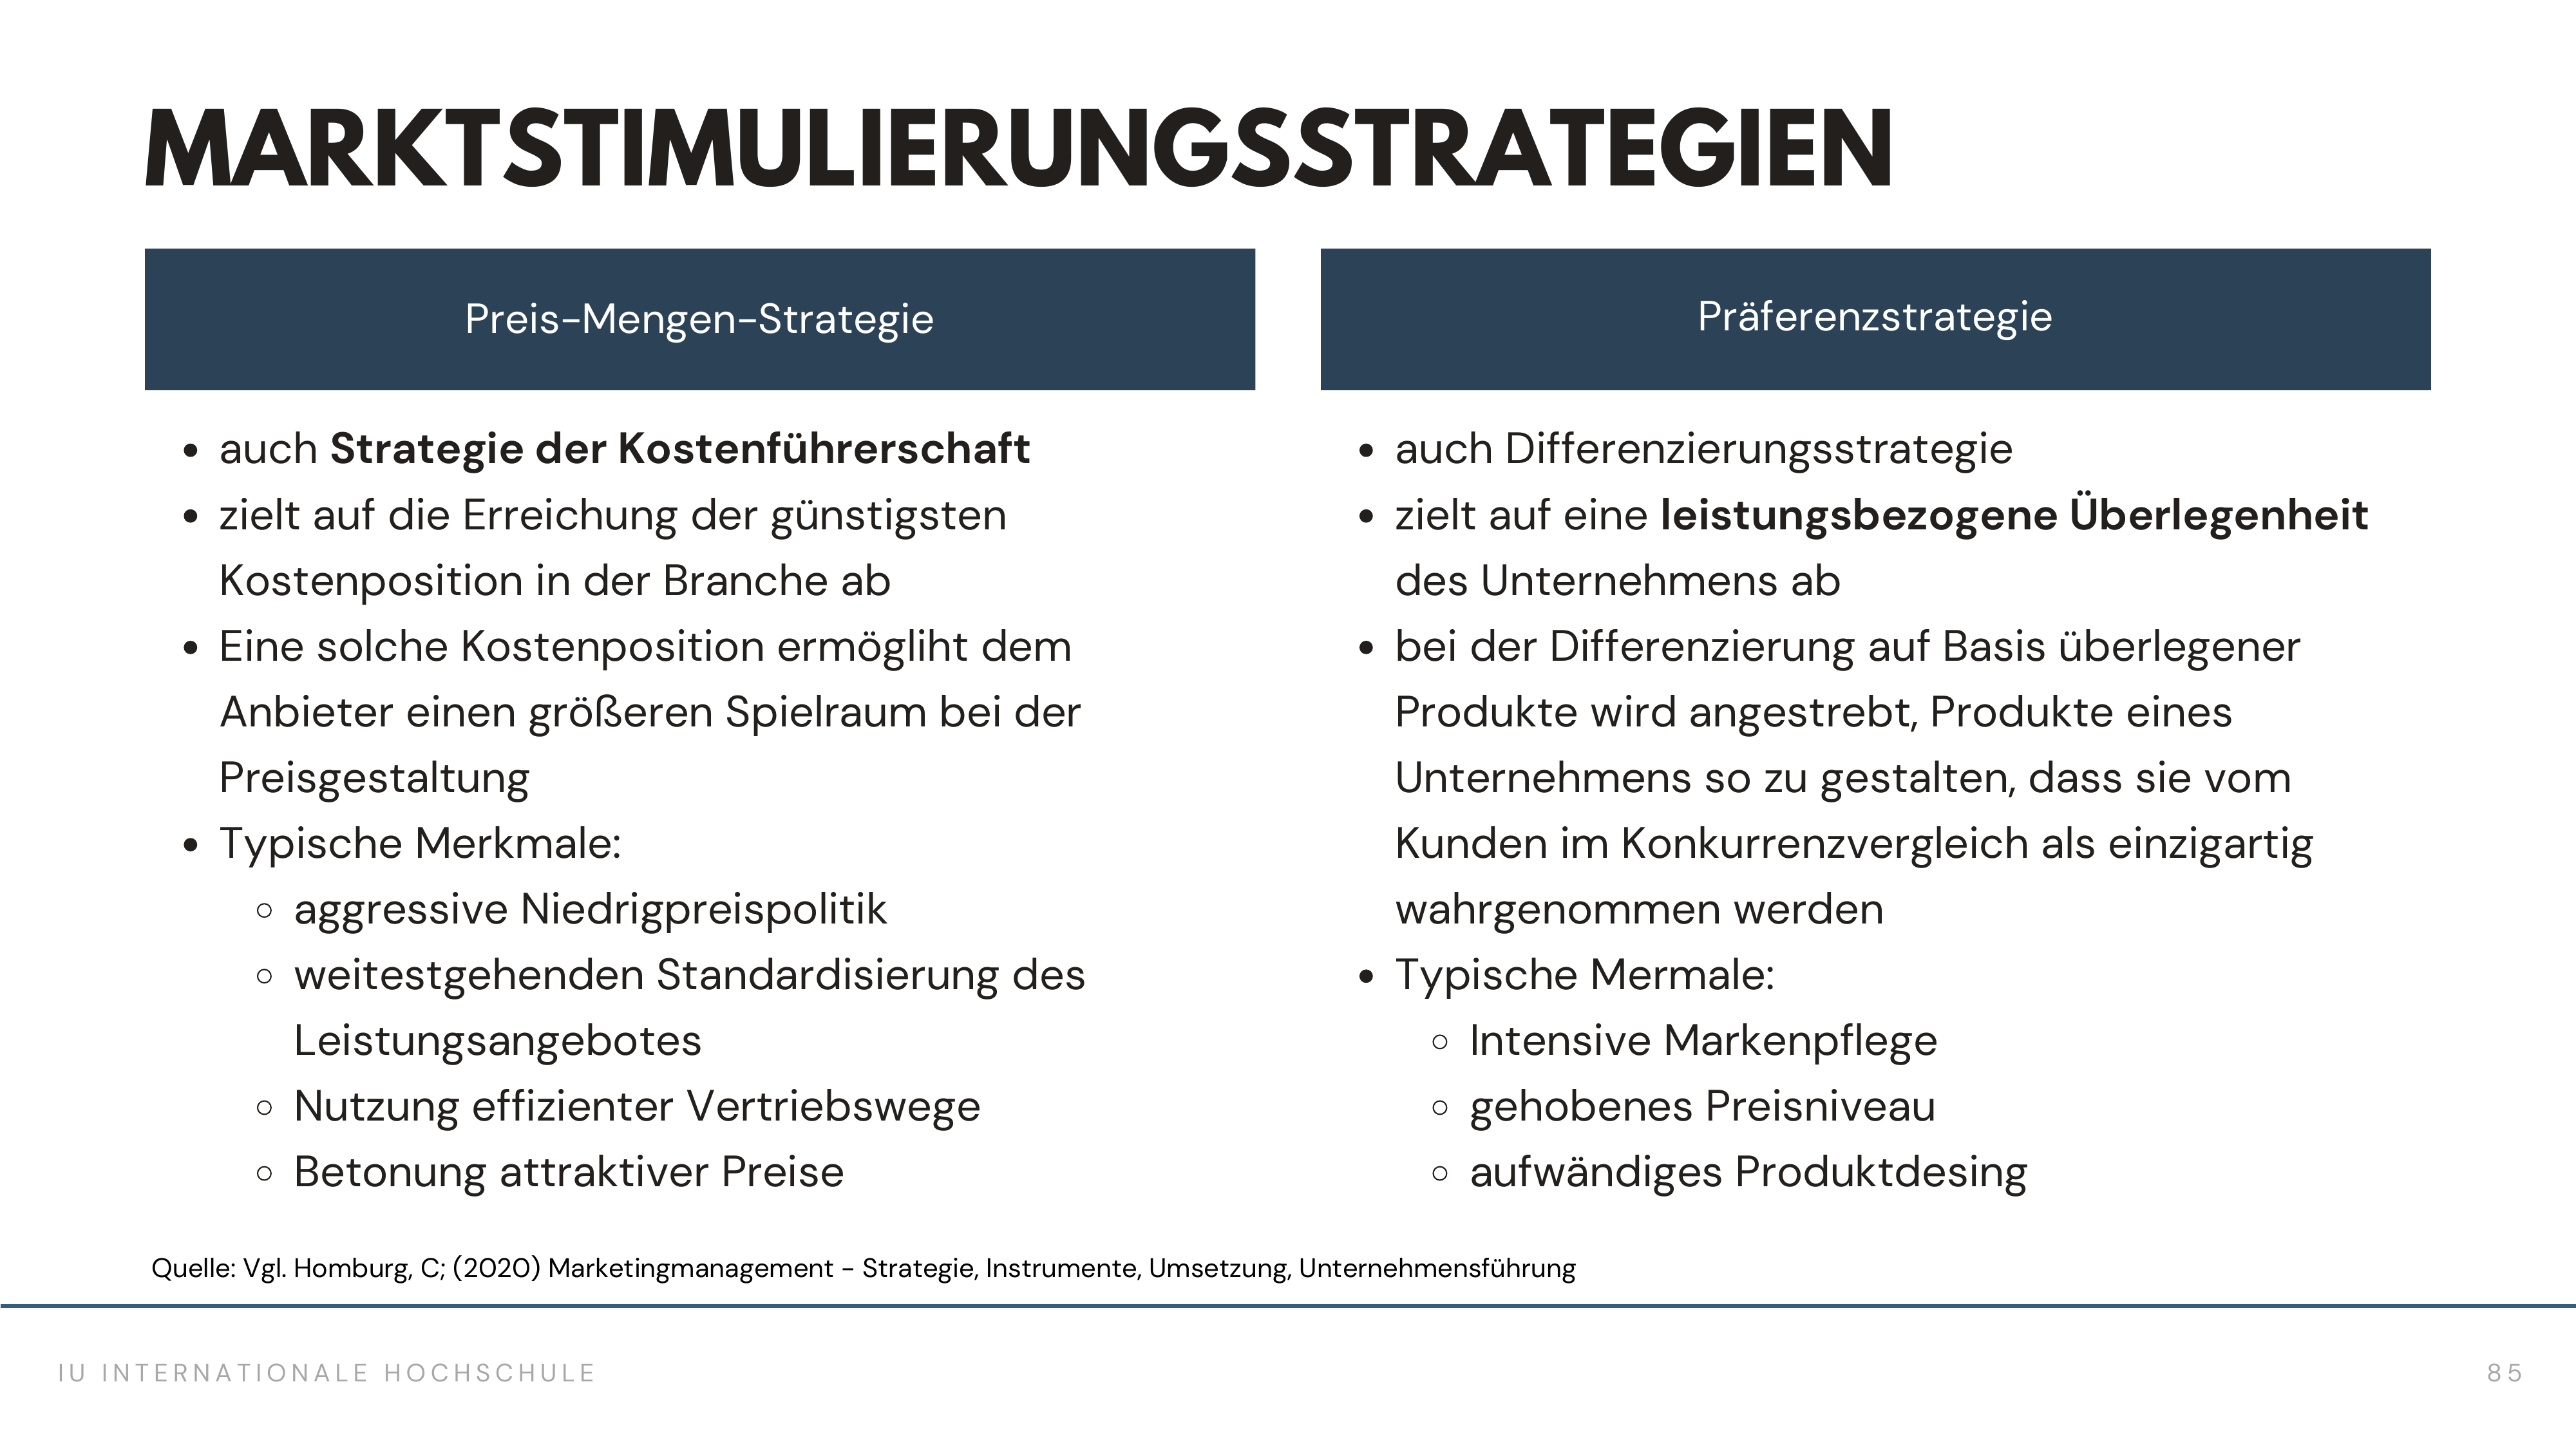 MARKTSTIMULIERUNGSSTRATEGIEN
Preis-Mengen-Strategie
• auch Strategie der Kostenführerschaft
• zielt auf die Erreichung der günstigsten
Kostenposition in der Branche ab
• Eine solche Kostenposition ermögliht dem
Anbieter einen größeren Spielraum bei der
Preisgestaltung
• Typische Merkmale:
◦ aggressive Niedrigpreispolitik
◦ weitestgehenden Standardisierung des
Leistungsangebotes
◦ Nutzung effizienter Vertriebswege
◦ Betonung attraktiver Preise
Präferenzstrategie
• auch Differenzierungsstrategie
• zielt auf eine leistungsbezogene Überlegenheit
des Unternehmens ab
• bei der Differenzierung auf Basis überlegener
Produkte wird angestrebt, Produkte eines
Unternehmens so zu gestalten, dass sie vom
Kunden im Konkurrenzvergleich als einzigartig
wahrgenommen werden
• Typische Mermale:
◦ Intensive Markenpflege
◦ gehobenes Preisniveau
◦ aufwändiges Produktdesing
Quelle: Vgl. Homburg, C; (2020) Marketingmanagement - Strategie, Instrumente, Umsetzung, Unternehmensführung
IU INTERNATIONALE HOCHSCHULE
85